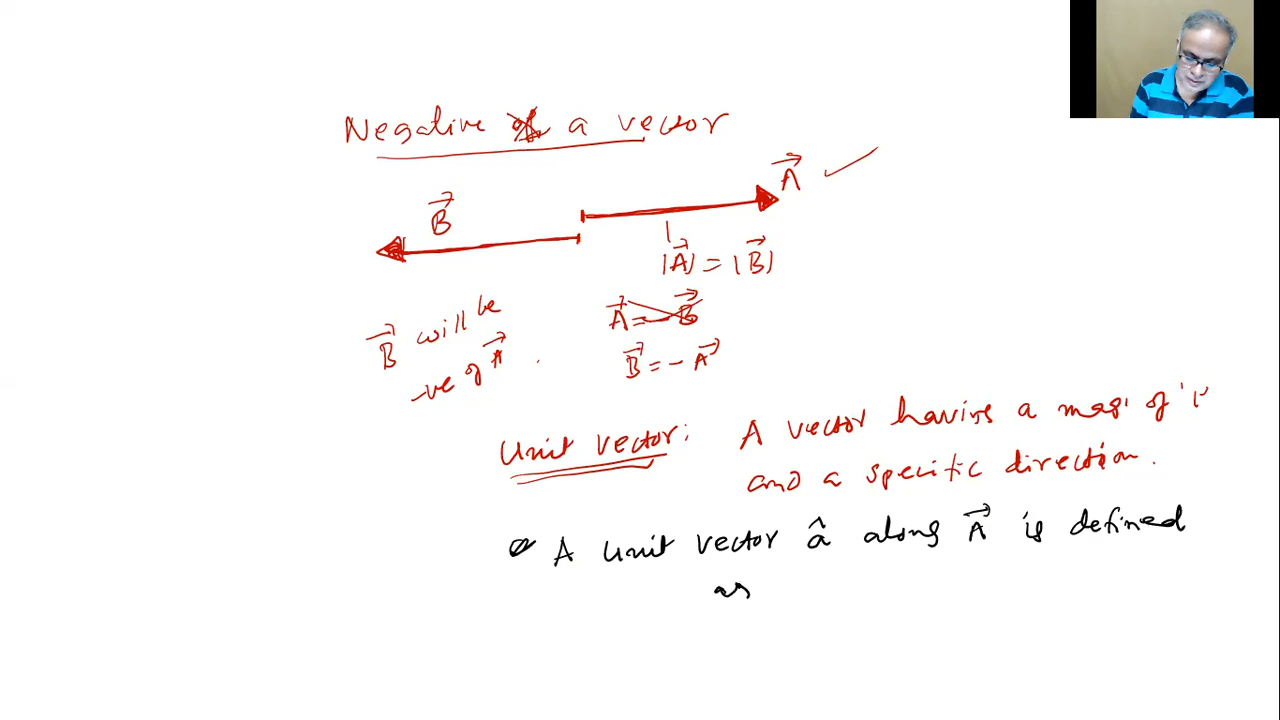 Negative of a vector
A
B
|A| = |B|
A = B
B = -A
B will be
-ve of A.
Unit vector: A vector having a mag. of '1'
and a specific direction.
A unit vector â along A is defined
as